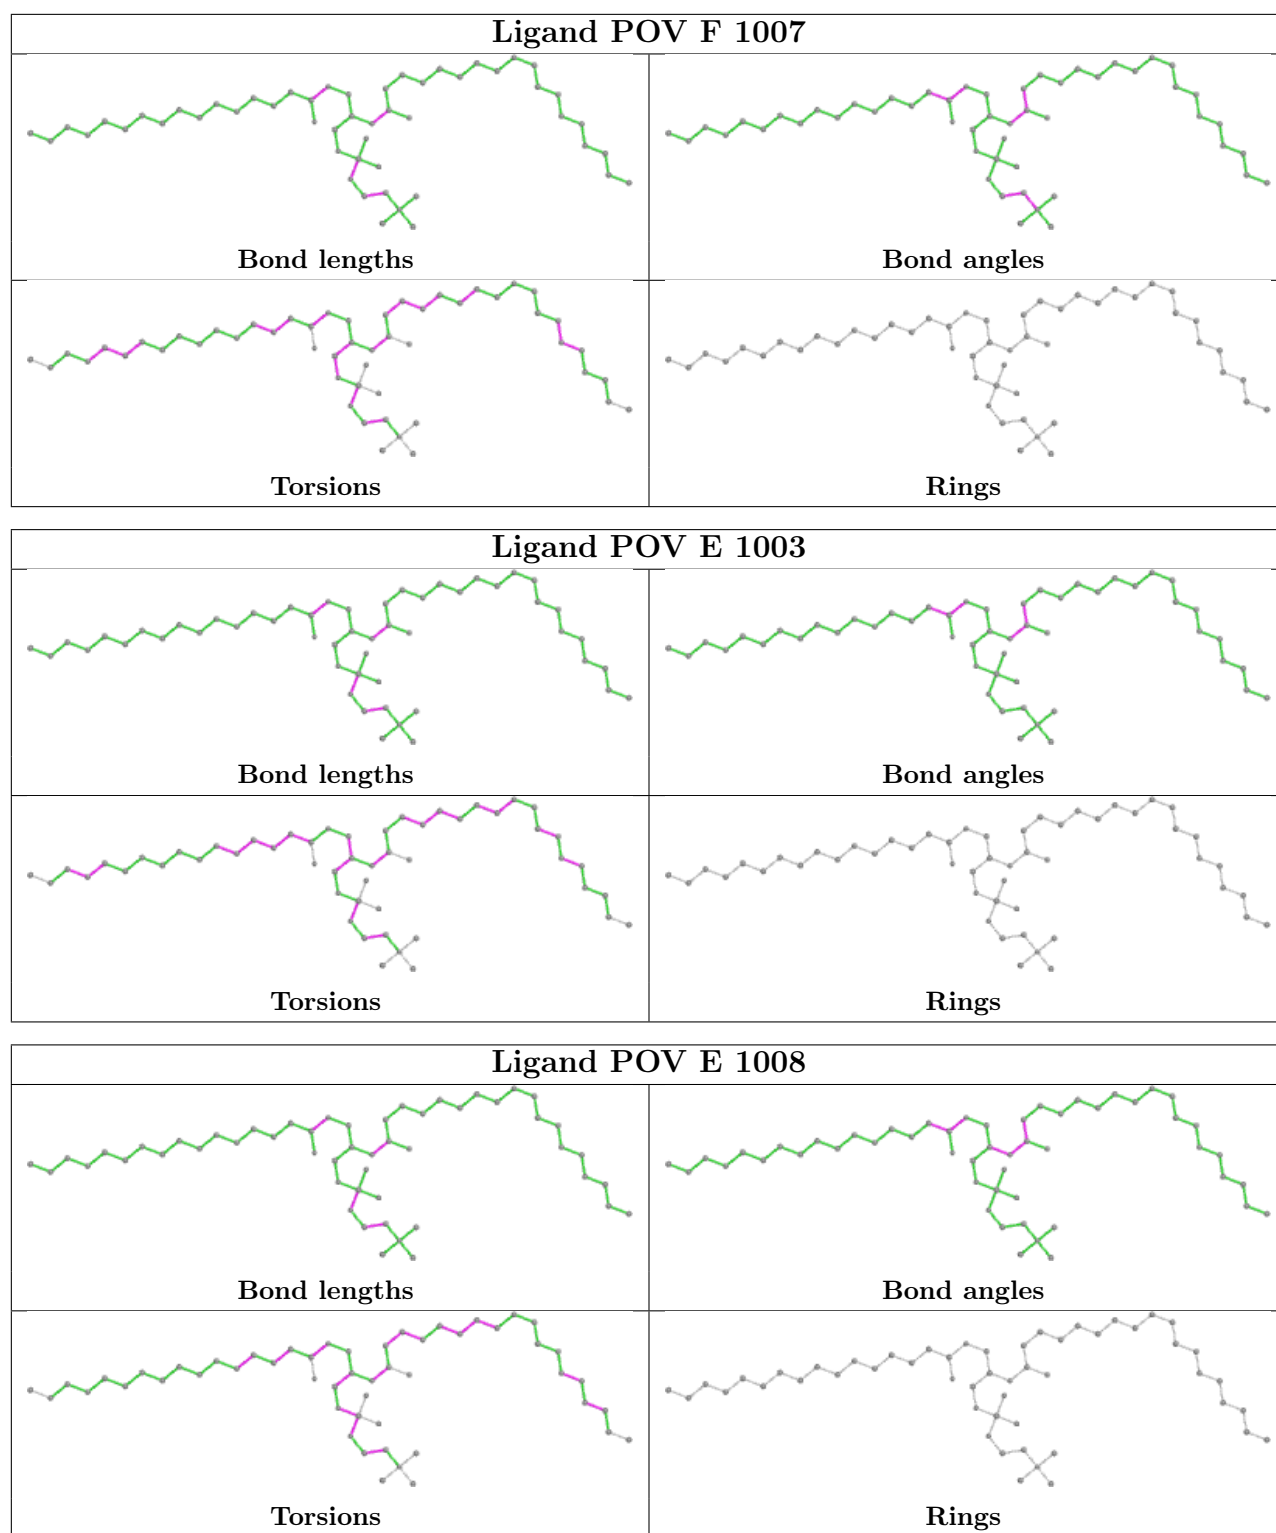 Ligand POV F 1007
Bond lengths
Bond angles
Torsions
Rings
Ligand POV E 1003
Bond lengths
Bond angles
Torsions
Rings
Ligand POV E 1008
Bond lengths
Bond angles
Torsions
Rings